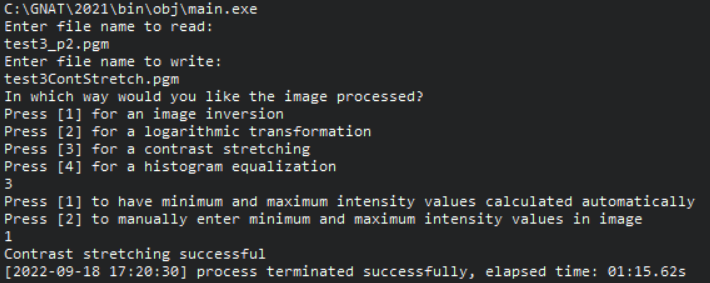 C:\GNAT\2021\bin\obj\main.exe
Enter file name to read:
test3_p2.pgm
Enter file name to write:
test3ContStretch.pgm
In which way would you like the image processed?
Press [1] for an image inversion
Press [2] for a logarithmic transformation
Press [3] for a contrast stretching
Press [4] for a histogram equalization
3
Press [1] to have minimum and maximum intensity values calculated automatically
Press [2] to manually enter minimum and maximum intensity values in image
1
Contrast stretching successful
[2022-09-18 17:20:30] process terminated successfully, elapsed time: 01:15.62s